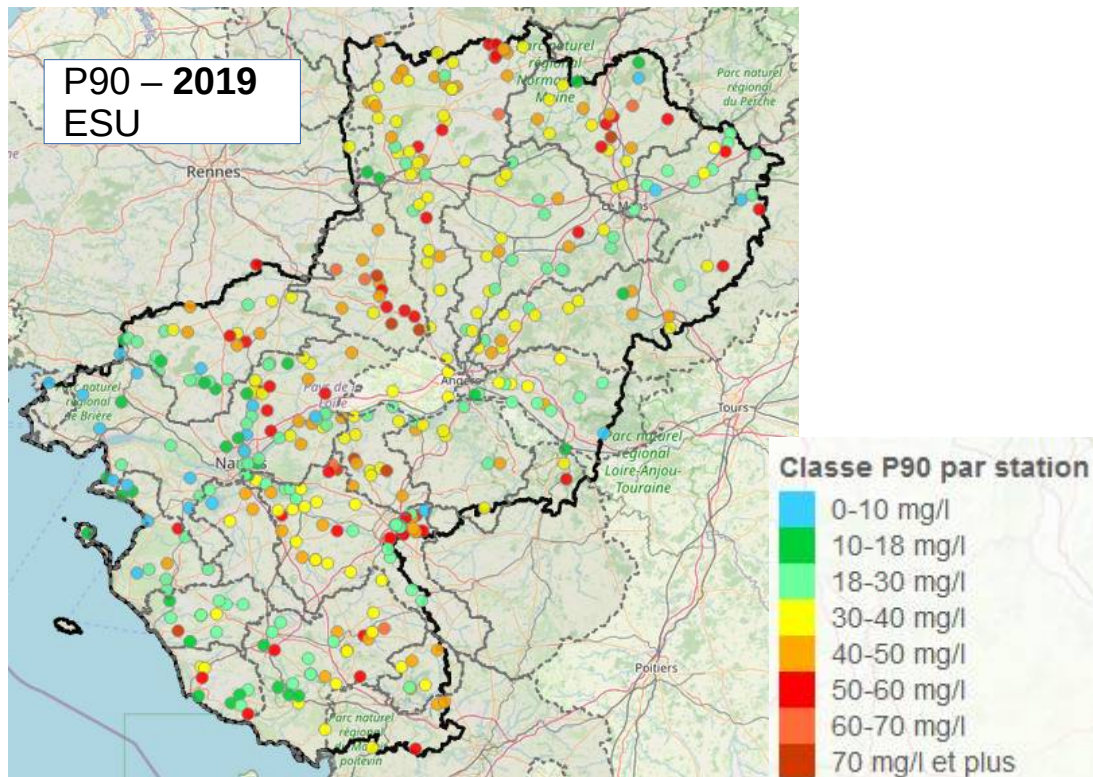 P90 – 2019
ESU
Parc naturel
régional
Normandie
Maine
Parc naturel
régional
du Perche
Rennes
Le Mans
Parc naturel
régional
de Brière
Pays de la
Loire
Angers
Tours
Nantes
Parc naturel
régional
Loire-Anjou-
Touraine
Poitiers
Parc naturel
régional
du Marais
poitevin
Classe P90 par station
0-10 mg/l
10-18 mg/l
18-30 mg/l
30-40 mg/l
40-50 mg/l
50-60 mg/l
60-70 mg/l
70 mg/l et plus